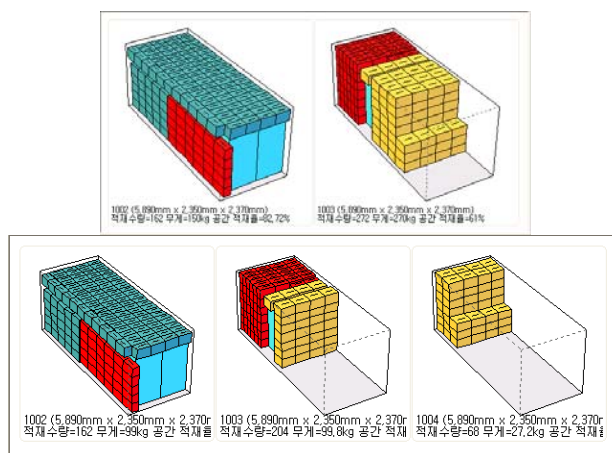 1002 (5,890mm x 2,350mm x 2,370mm)
적재수량=162 무게=150kg 공간 적재율=82,72%
1003 (5,890mm x 2,350mm x 2,370mm)
적재수량=272 무게=270kg 공간 적재율=61%
1002 (5,890mm x 2,350mm x 2,370r
적재수량=162 무게=99kg 공간 적재율
1003 (5,890mm x 2,350mm x 2,370r
적재수량=204 무게=99,8kg 공간 적재
1004 (5,890mm x 2,350mm x 2,370r
적재수량=68 무게=27,2kg 공간 적재율